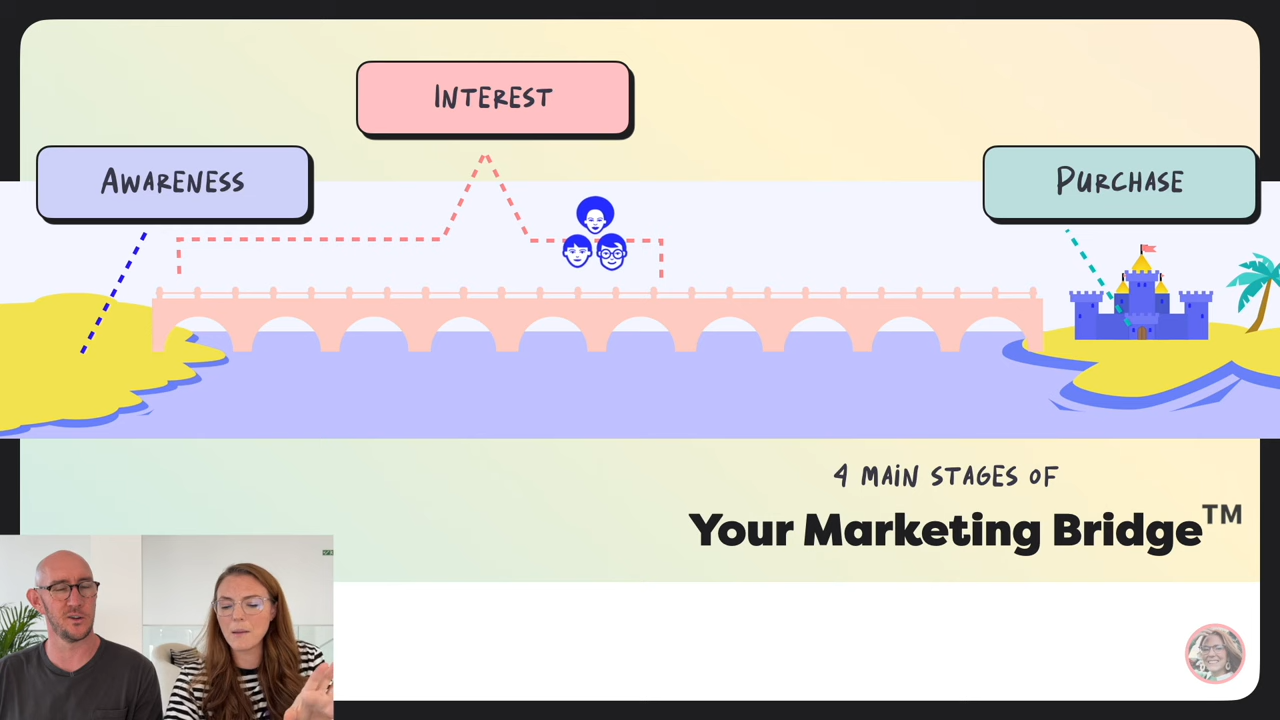 INTEREST
AWARENESS
PURCHASE
4 MAIN STAGES OF
Your Marketing Bridge™